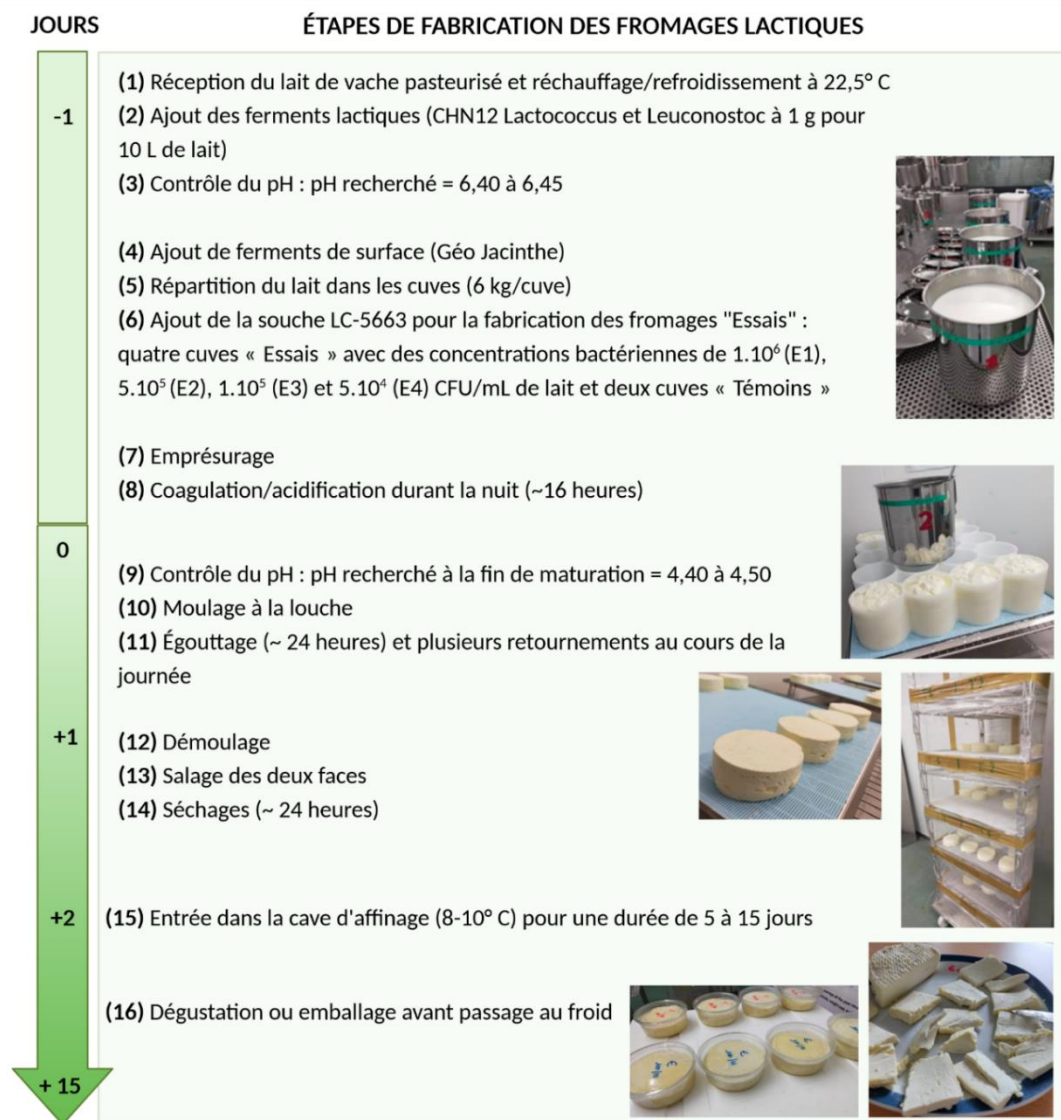 JOURS
ÉTAPES DE FABRICATION DES FROMAGES LACTIQUES
-1
(1) Réception du lait de vache pasteurisé et réchauffage/refroidissement à 22,5° C
(2) Ajout des ferments lactiques (CHN12 Lactococcus et Leuconostoc à 1 g pour
10 L de lait)
(3) Contrôle du pH : pH recherché = 6,40 à 6,45
(4) Ajout de ferments de surface (Géo Jacinthe)
(5) Répartition du lait dans les cuves (6 kg/cuve)
(6) Ajout de la souche LC-5663 pour la fabrication des fromages "Essais" :
quatre cuves « Essais » avec des concentrations bactériennes de 1.10⁶ (E1),
5.10⁵ (E2), 1.10⁵ (E3) et 5.10⁴ (E4) CFU/mL de lait et deux cuves « Témoins »
(7) Emprésurage
(8) Coagulation/acidification durant la nuit (~16 heures)
2
0
(9) Contrôle du pH : pH recherché à la fin de maturation = 4,40 à 4,50
(10) Moulage à la louche
(11) Égouttage (~ 24 heures) et plusieurs retournements au cours de la
journée
+1
(12) Démoulage
(13) Salage des deux faces
(14) Séchages (~ 24 heures)
+2
(15) Entrée dans la cave d'affinage (8-10° C) pour une durée de 5 à 15 jours
(16) Dégustation ou emballage avant passage au froid
+ 15